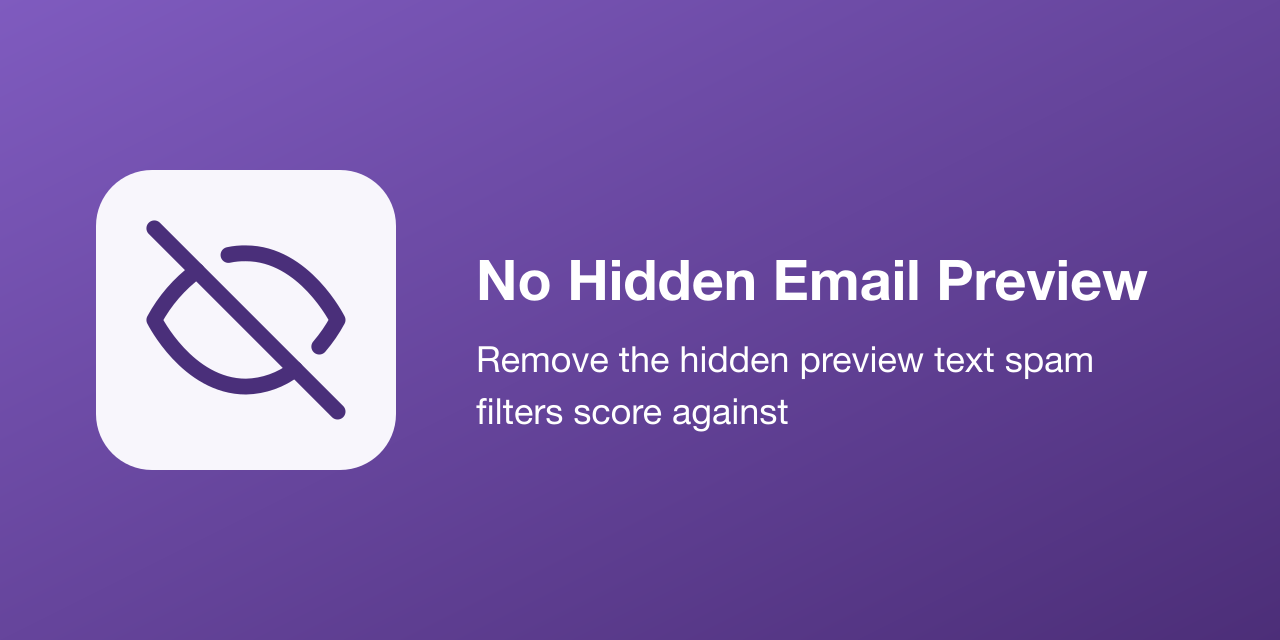 No Hidden Email Preview
Remove the hidden preview text spam
filters score against